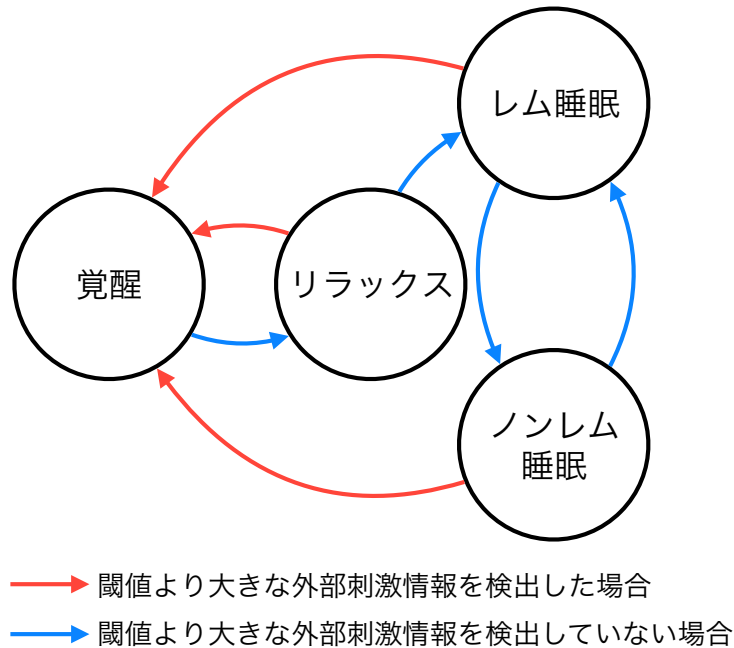 レム睡眠
覚醒
リラックス
ノンレム
睡眠
閾値より大きな外部刺激情報を検出した場合
閾値より大きな外部刺激情報を検出していない場合